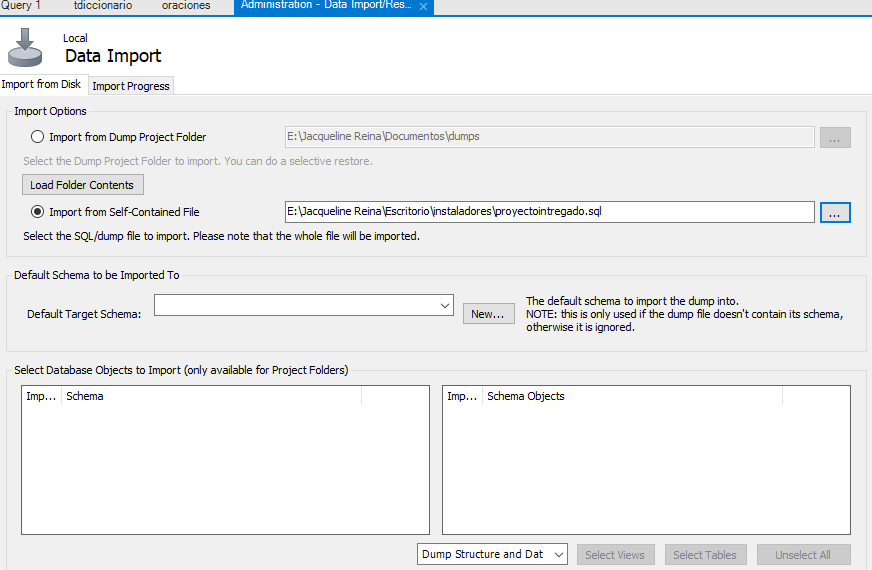 Query 1 tdiccionario oraciones Administration - Data Import/Res...
Local
Data Import
Import from Disk Import Progress
Import Options
Import from Dump Project Folder E:\Jacqueline Reina\Documentos\dumps ...
Select the Dump Project Folder to import. You can do a selective restore.
Load Folder Contents
Import from Self-Contained File E:\Jacqueline Reina\Escritorio\instaladores\proyectointregado.sql ...
Select the SQL/dump file to import. Please note that the whole file will be imported.
Default Schema to be Imported To
Default Target Schema: New...
The default schema to import the dump into.
NOTE: this is only used if the dump file doesn't contain its schema,
otherwise it is ignored.
Select Database Objects to Import (only available for Project Folders)
Imp... Schema Imp... Schema Objects
Dump Structure and Dat Select Views Select Tables Unselect All